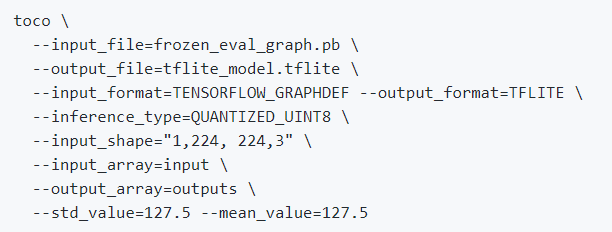 toco \
--input_file=frozen_eval_graph.pb \
--output_file=tflite_model.tflite \
--input_format=TENSORFLOW_GRAPHDEF --output_format=TFLITE \
--inference_type=QUANTIZED_UINT8 \
--input_shape="1,224, 224,3" \
--input_array=input \
--output_array=outputs \
--std_value=127.5 --mean_value=127.5